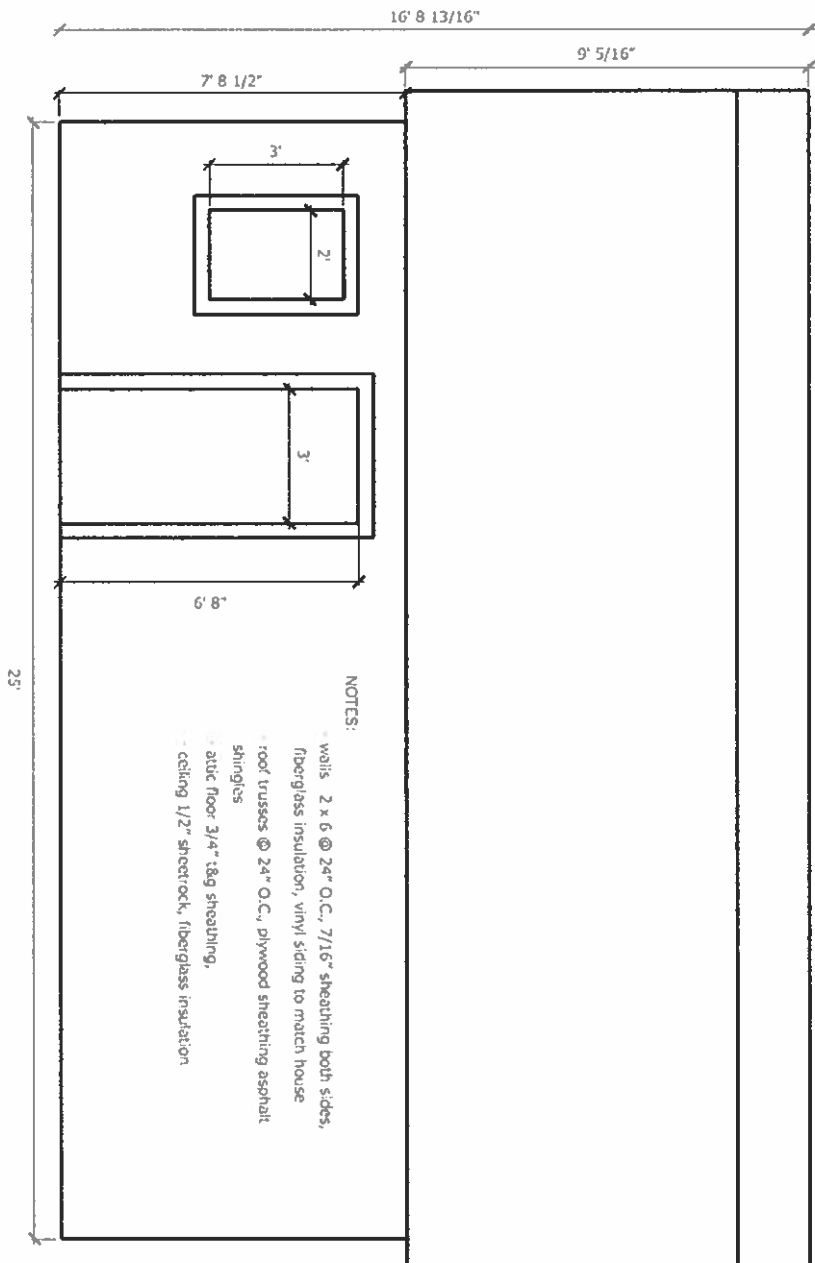 16' 8 13/16"
9' 5/16"
7' 8 1/2"
3'
2'
3'
6' 8"
25'
NOTES:
- walls 2 x 6 @ 24" O.C., 7/16" sheathing both sides,
fiberglass insulation, vinyl siding to match house
- roof trusses @ 24" O.C., plywood sheathing asphalt
shingles
- attic floor 3/4" t&g sheathing,
- ceiling 1/2" sheetrock, fiberglass insulation